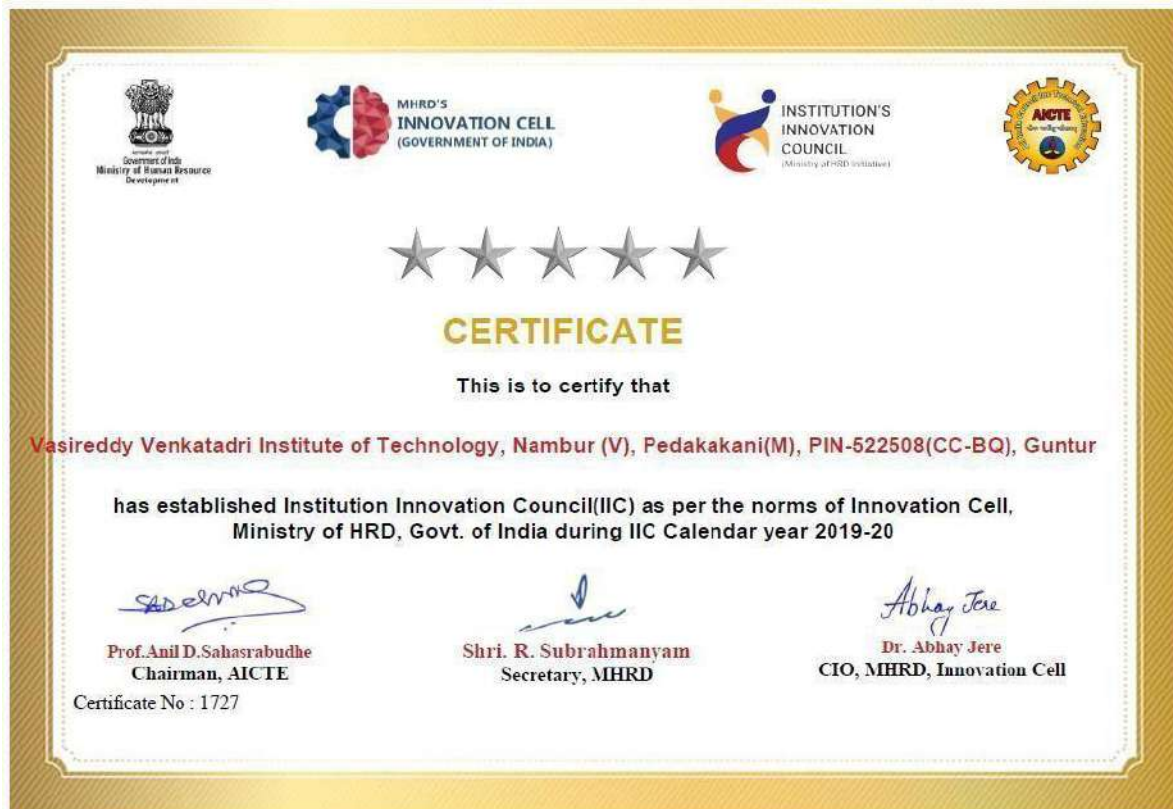 Government of India
Ministry of Human Resource
Development
MHRD'S
INNOVATION CELL
(GOVERNMENT OF INDIA)
INSTITUTION'S
INNOVATION
COUNCIL
(Ministry of HRD Initiative)
AICTE
CERTIFICATE
This is to certify that
Vasireddy Venkatadri Institute of Technology, Nambur (V), Pedakakani(M), PIN-522508(CC-BQ), Guntur
has established Institution Innovation Council(IIC) as per the norms of Innovation Cell,
Ministry of HRD, Govt. of India during IIC Calendar year 2019-20
Abhay Jere
Prof.Anil D.Sahasrabudhe
Chairman, AICTE
Shri. R. Subrahmanyam
Secretary, MHRD
Dr. Abhay Jere
CIO, MHRD, Innovation Cell
Certificate No : 1727